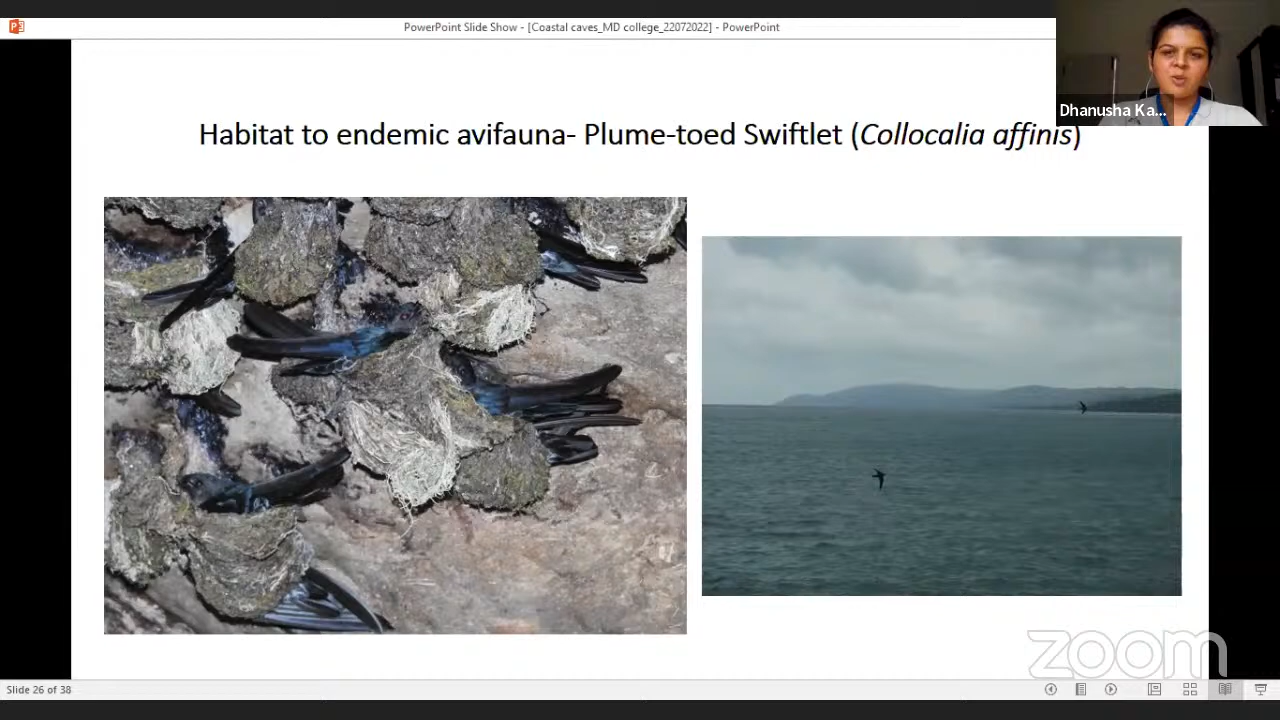 PowerPoint Slide Show - [Coastal caves_MD college_22072022] - PowerPoint
Dhanusha Ka...
Habitat to endemic avifauna- Plume-toed Swiftlet (Collocalia affinis)
zoom
Slide 26 of 38